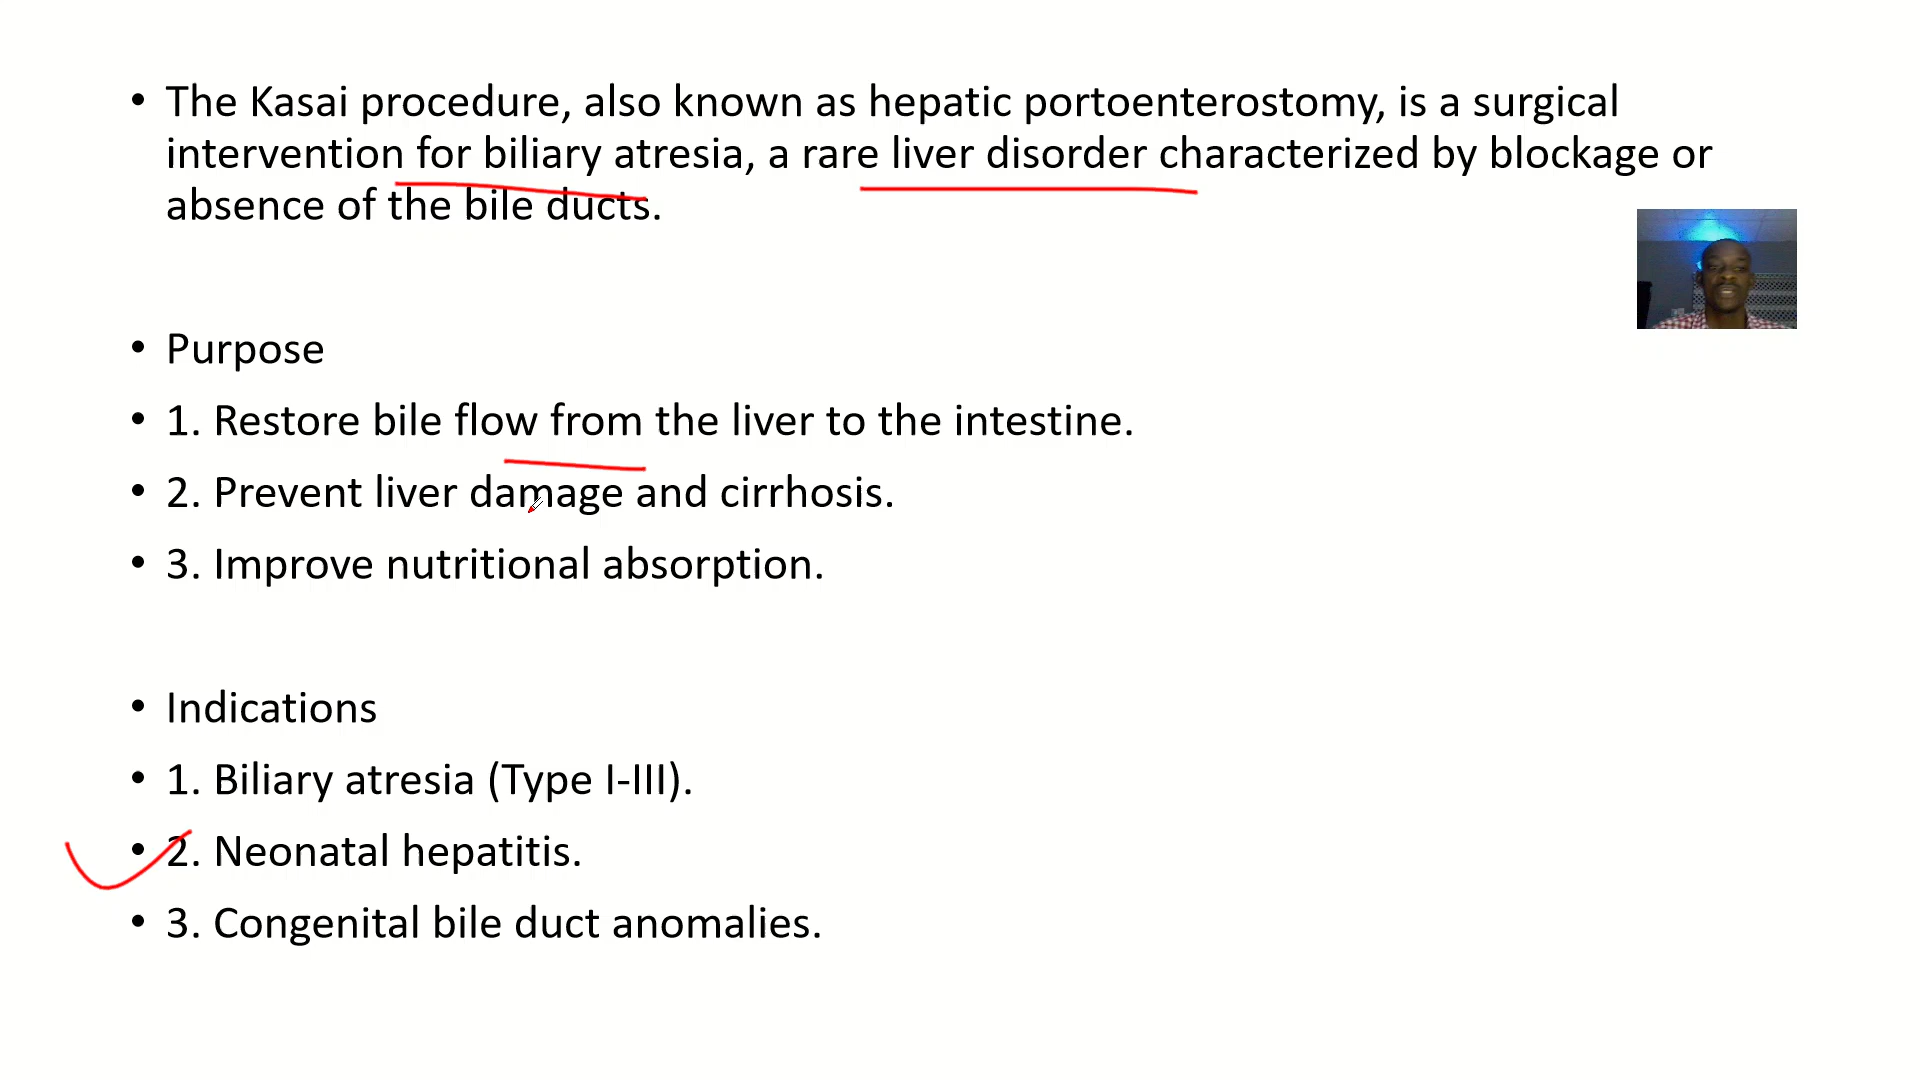 • The Kasai procedure, also known as hepatic portoenterostomy, is a surgical
intervention for biliary atresia, a rare liver disorder characterized by blockage or
absence of the bile ducts.
• Purpose
• 1. Restore bile flow from the liver to the intestine.
• 2. Prevent liver damage and cirrhosis.
• 3. Improve nutritional absorption.
• Indications
• 1. Biliary atresia (Type I-III).
• 2. Neonatal hepatitis.
• 3. Congenital bile duct anomalies.